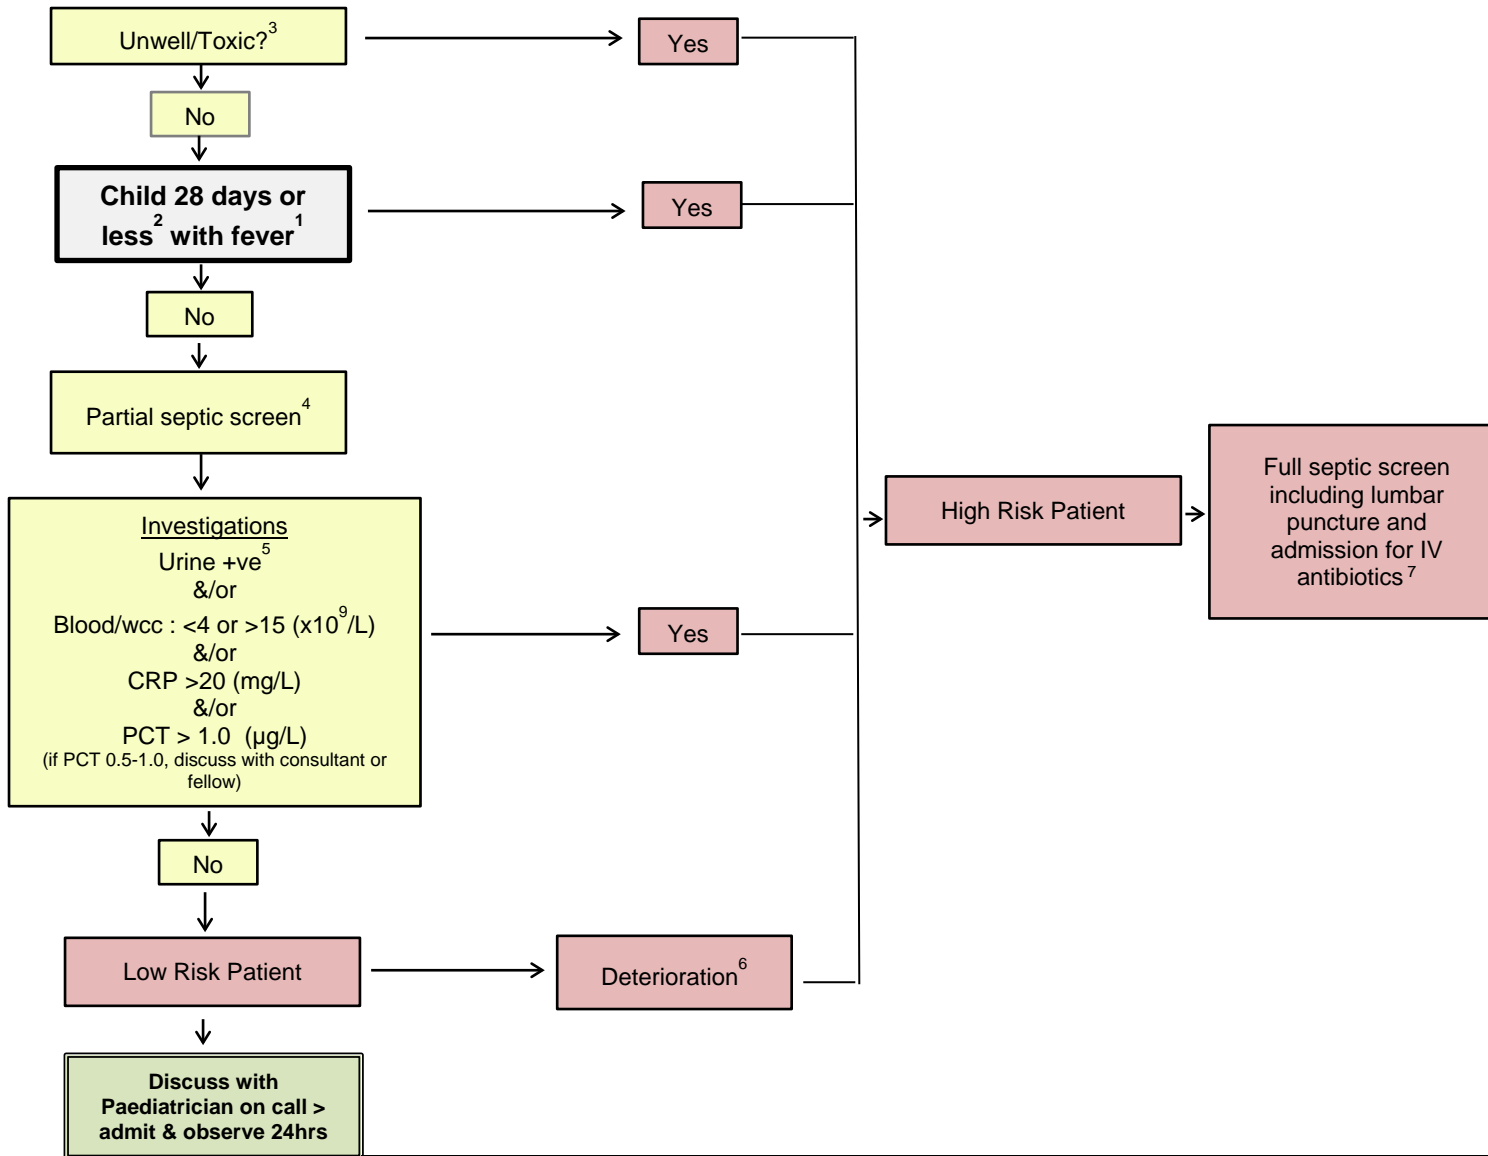 Unwell/Toxic?3
Yes
No
Child 28 days or
less2 with fever1
Yes
No
Partial septic screen4
Investigations
Urine +ve5
&/or
Blood/wcc : <4 or >15 (x109/L)
&/or
CRP >20 (mg/L)
&/or
PCT > 1.0 (µg/L)
(if PCT 0.5-1.0, discuss with consultant or
fellow)
Yes
High Risk Patient
Full septic screen
including lumbar
puncture and
admission for IV
antibiotics 7
No
Low Risk Patient
Deterioration6
Discuss with
Paediatrician on call >
admit & observe 24hrs